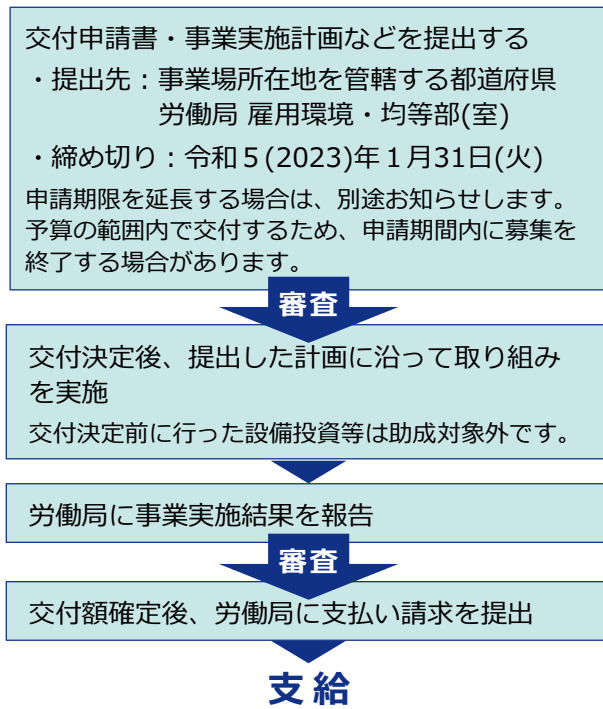 交付申請書・事業実施計画などを提出する
・提出先：事業場所在地を管轄する都道府県
労働局 雇用環境・均等部(室)
・締め切り：令和５(2023)年１月31日(火)
申請期限を延長する場合は、別途お知らせします。
予算の範囲内で交付するため、申請期間内に募集を
終了する場合があります。
審査
交付決定後、提出した計画に沿って取り組み
を実施
交付決定前に行った設備投資等は助成対象外です。
労働局に事業実施結果を報告
審査
交付額確定後、労働局に支払い請求を提出
支給